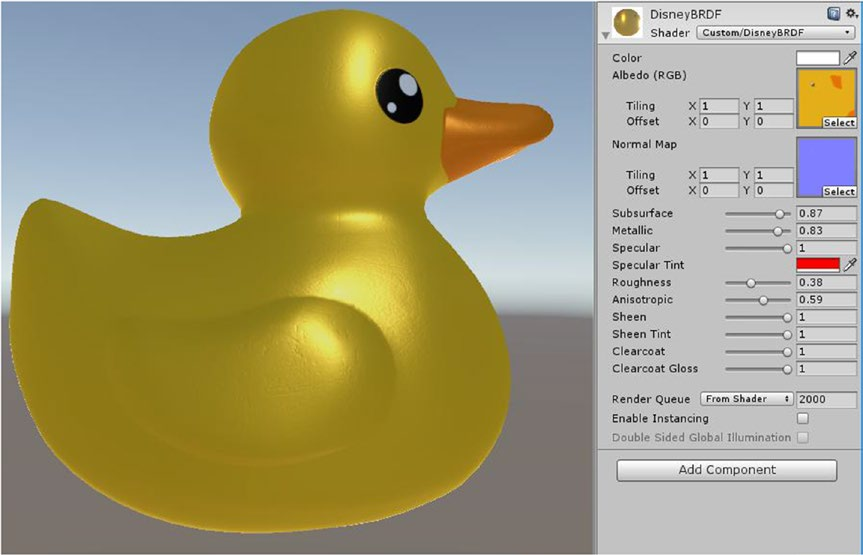 DisneyBRDF
Shader Custom/DisneyBRDF
Color
Albedo (RGB)
Tiling X 1 Y 1
Offset X 0 Y 0
Select
Normal Map
Tiling X 1 Y 1
Offset X 0 Y 0
Select
Subsurface 0.87
Metallic 0.83
Specular 1
Specular Tint
Roughness 0.38
Anisotropic 0.59
Sheen 1
Sheen Tint 1
Clearcoat 1
Clearcoat Gloss 1
Render Queue From Shader 2000
Enable Instancing
Double Sided Global Illumination
Add Component